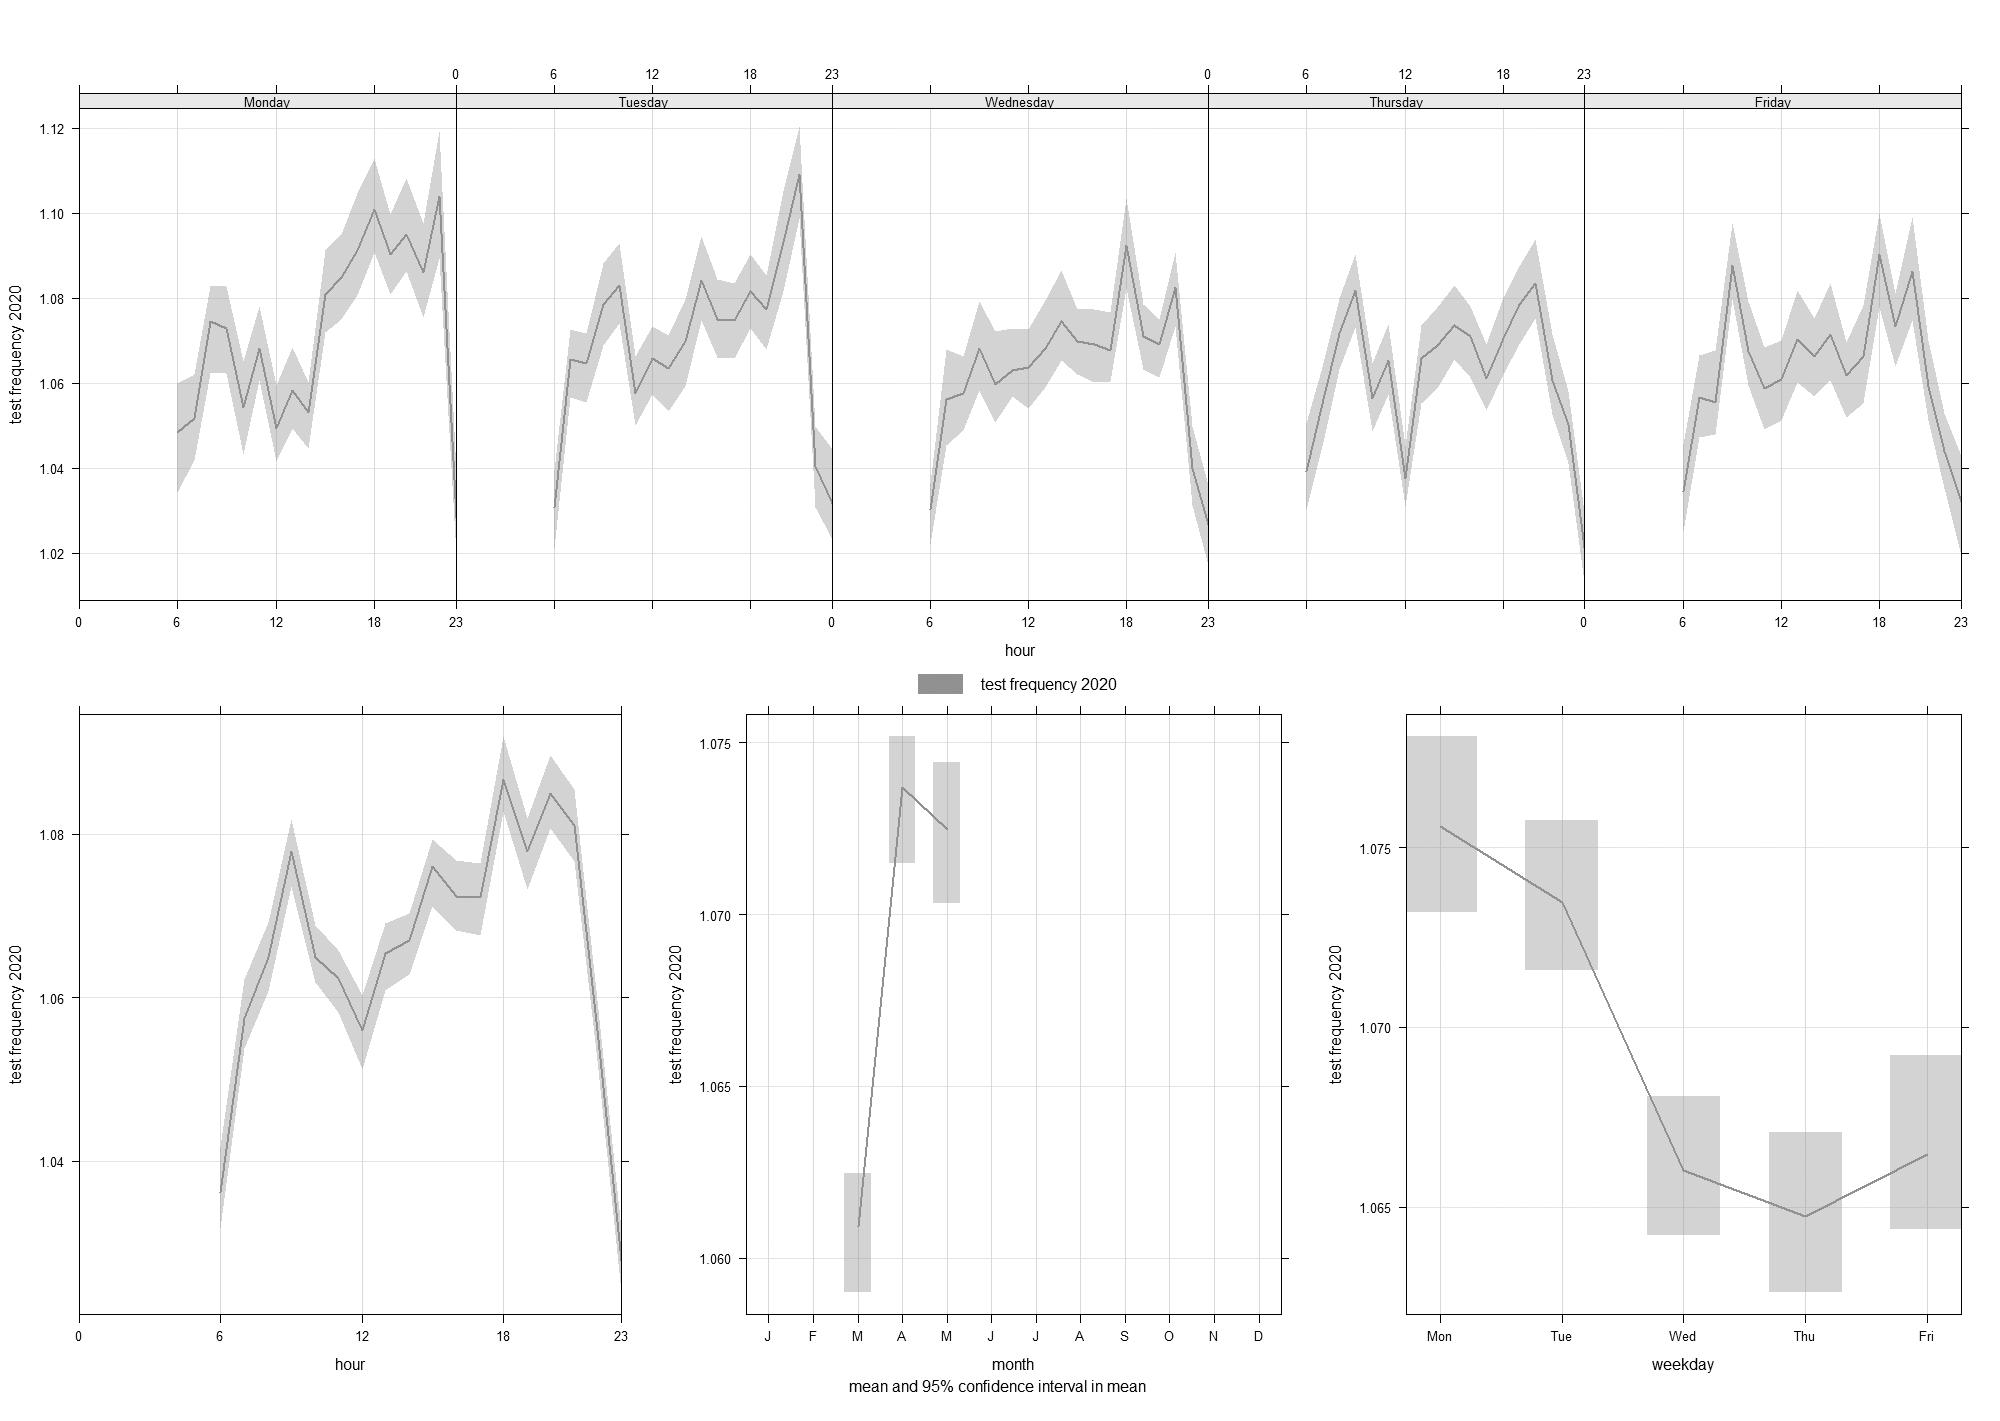 0 6 12 18 23 0 6 12 18 23
Monday Tuesday Wednesday Thursday Friday
1.12
1.10
1.08
1.06
1.04
1.02
test frequency 2020
0 6 12 18 23 0 6 12 18 23 0 6 12 18 23
hour
test frequency 2020
1.08
1.06
1.04
test frequency 2020
0 6 12 18 23
hour
1.075
1.070
1.065
1.060
test frequency 2020
J F M A M J J A S O N D
month
1.075
1.070
1.065
test frequency 2020
Mon Tue Wed Thu Fri
weekday
mean and 95% confidence interval in mean